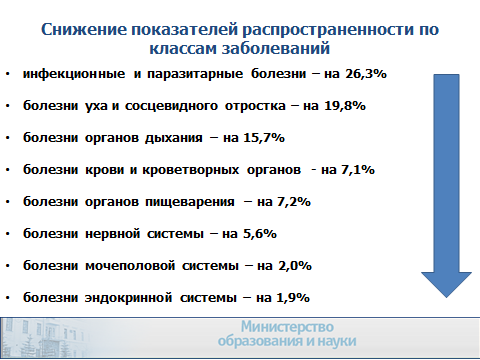 Снижение показателей распространенности по
классам заболеваний
• инфекционные и паразитарные болезни – на 26,3%
• болезни уха и сосцевидного отростка – на 19,8%
• болезни органов дыхания – на 15,7%
• болезни крови и кроветворных органов - на 7,1%
• болезни органов пищеварения – на 7,2%
• болезни нервной системы – на 5,6%
• болезни мочеполовой системы – на 2,0%
• болезни эндокринной системы – на 1,9%
Министерство
образования и науки